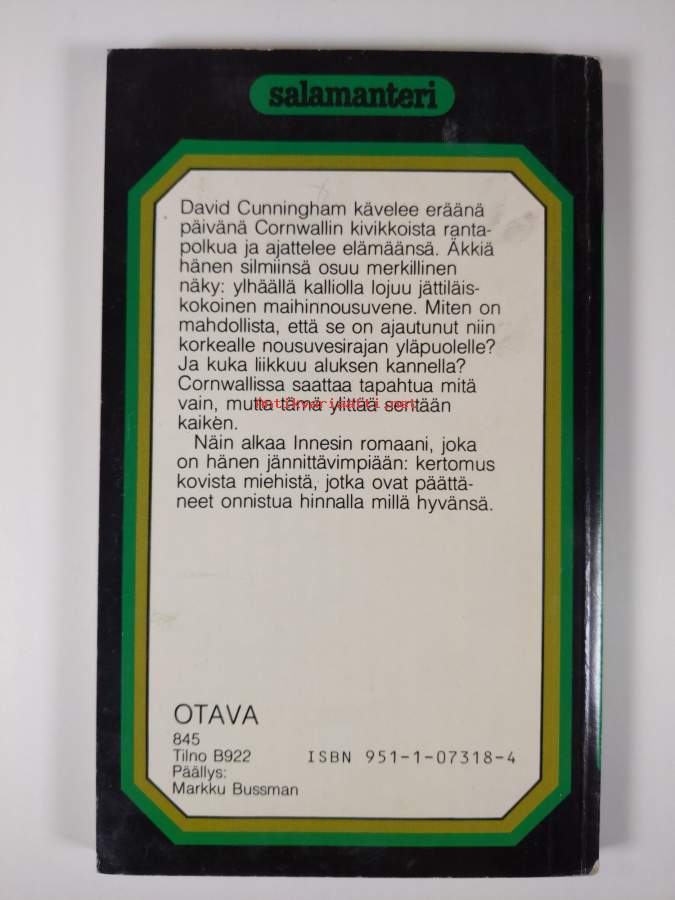 salamanteri
David Cunningham kävelee eräänä
päivänä Cornwallin kivikkoista ranta-
polkua ja ajattelee elämäänsä. Äkkiä
hänen silmiinsä osuu merkillinen
näky: ylhäällä kalliolla lojuu jättiläis-
kokoinen maihinnousuvene. Miten on
mahdollista, että se on ajautunut niin
korkealle nousuvesirajan yläpuolelle?
Ja kuka liikkuu aluksen kannella?
Cornwallissa saattaa tapahtua mitä
vain, mutta tämä ylittää sentään
antikvariaatti.net
kaiken.
Näin alkaa Innesin romaani, joka
on hänen jännittävimpiään: kertomus
kovista miehistä, jotka ovat päättä-
neet onnistua hinnalla millä hyvänsä.
OTAVA
845
Tilno B922
Päällys:
Markku Bussman
ISBN 951-1-07318-4